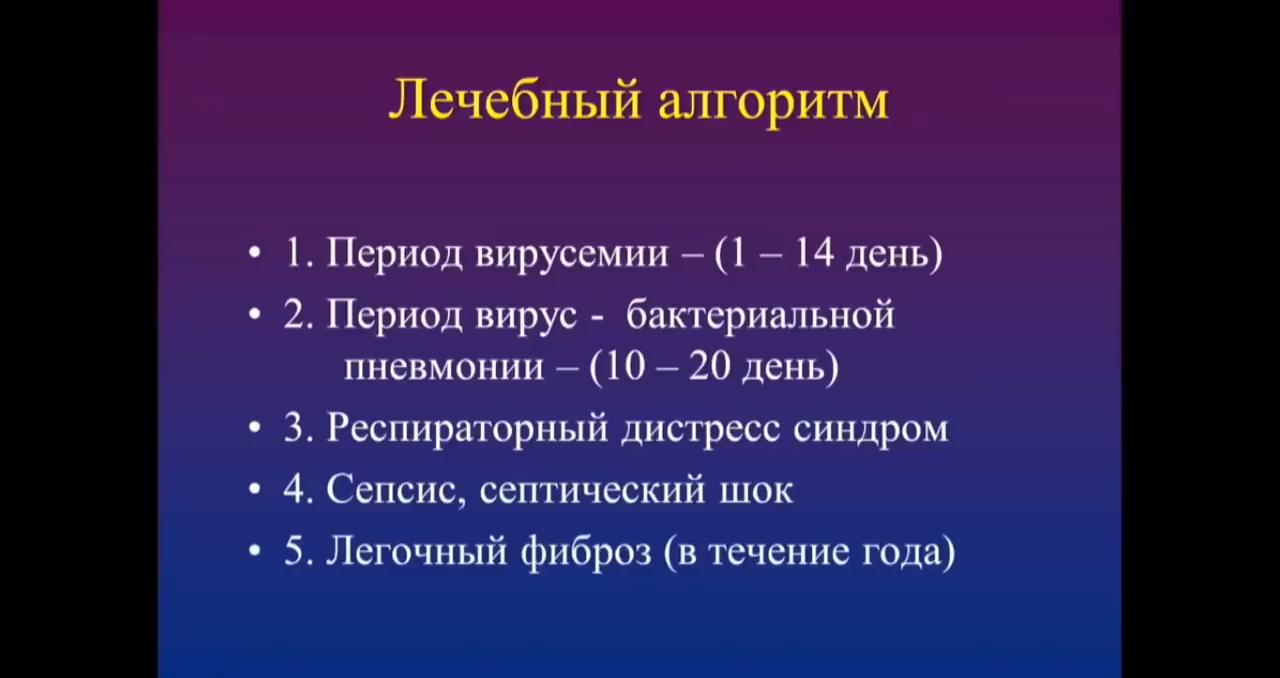 Лечебный алгоритм
• 1. Период вирусемии – (1 – 14 день)
• 2. Период вирус - бактериальной
пневмонии – (10 – 20 день)
• 3. Респираторный дистресс синдром
• 4. Сепсис, септический шок
• 5. Легочный фиброз (в течение года)